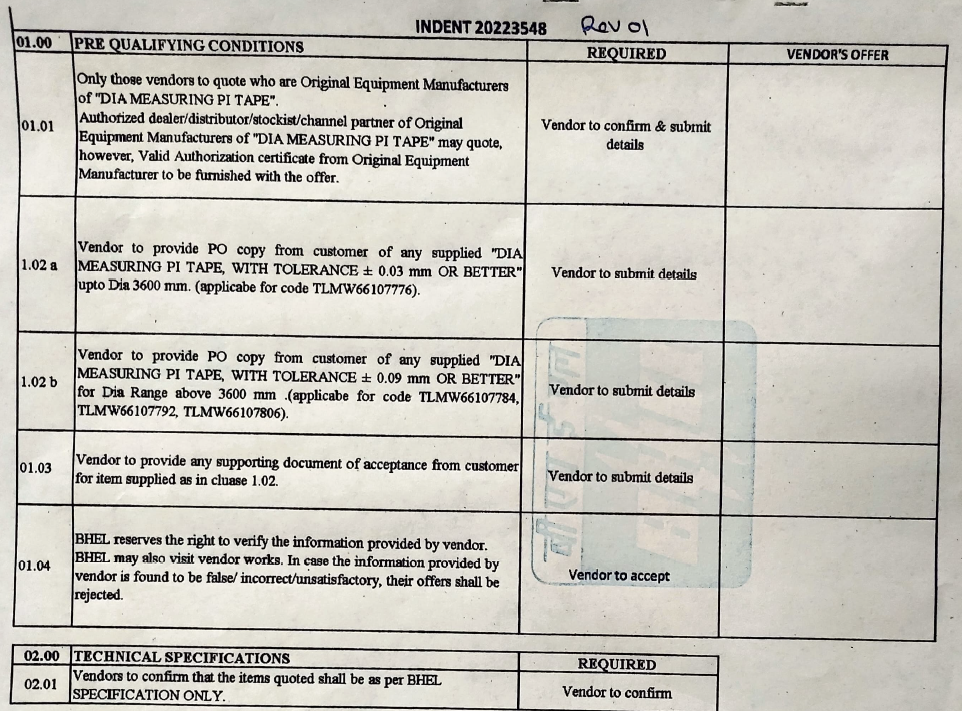 INDENT 20223548 Rev 01
01.00 PRE QUALIFYING CONDITIONS REQUIRED VENDOR'S OFFER
01.01
Only those vendors to quote who are Original Equipment Manufacturers
of "DIA MEASURING PI TAPE".
Authorized dealer/distributor/stockist/channel partner of Original
Equipment Manufacturers of "DIA MEASURING PI TAPE" may quote,
however, Valid Authorization certificate from Original Equipment
Manufacturer to be furnished with the offer.
Vendor to confirm & submit
details
1.02 a
Vendor to provide PO copy from customer of any supplied "DIA
MEASURING PI TAPE, WITH TOLERANCE ± 0.03 mm OR BETTER"
upto Dia 3600 mm. (applicabe for code TLMW66107776).
Vendor to submit details
1.02 b
Vendor to provide PO copy from customer of any supplied "DIA
MEASURING PI TAPE, WITH TOLERANCE ± 0.09 mm OR BETTER"
for Dia Range above 3600 mm .(applicabe for code TLMW66107784,
TLMW66107792, TLMW66107806).
Vendor to submit details
01.03
Vendor to provide any supporting document of acceptance from customer
for item supplied as in cluase 1.02.
Vendor to submit details
01.04
BHEL reserves the right to verify the information provided by vendor.
BHEL may also visit vendor works. In case the information provided by
vendor is found to be false/ incorrect/unsatisfactory, their offers shall be
rejected.
Vendor to accept
बीएचईएल
BHEL
02.00 TECHNICAL SPECIFICATIONS REQUIRED
02.01
Vendors to confirm that the items quoted shall be as per BHEL
SPECIFICATION ONLY.
Vendor to confirm